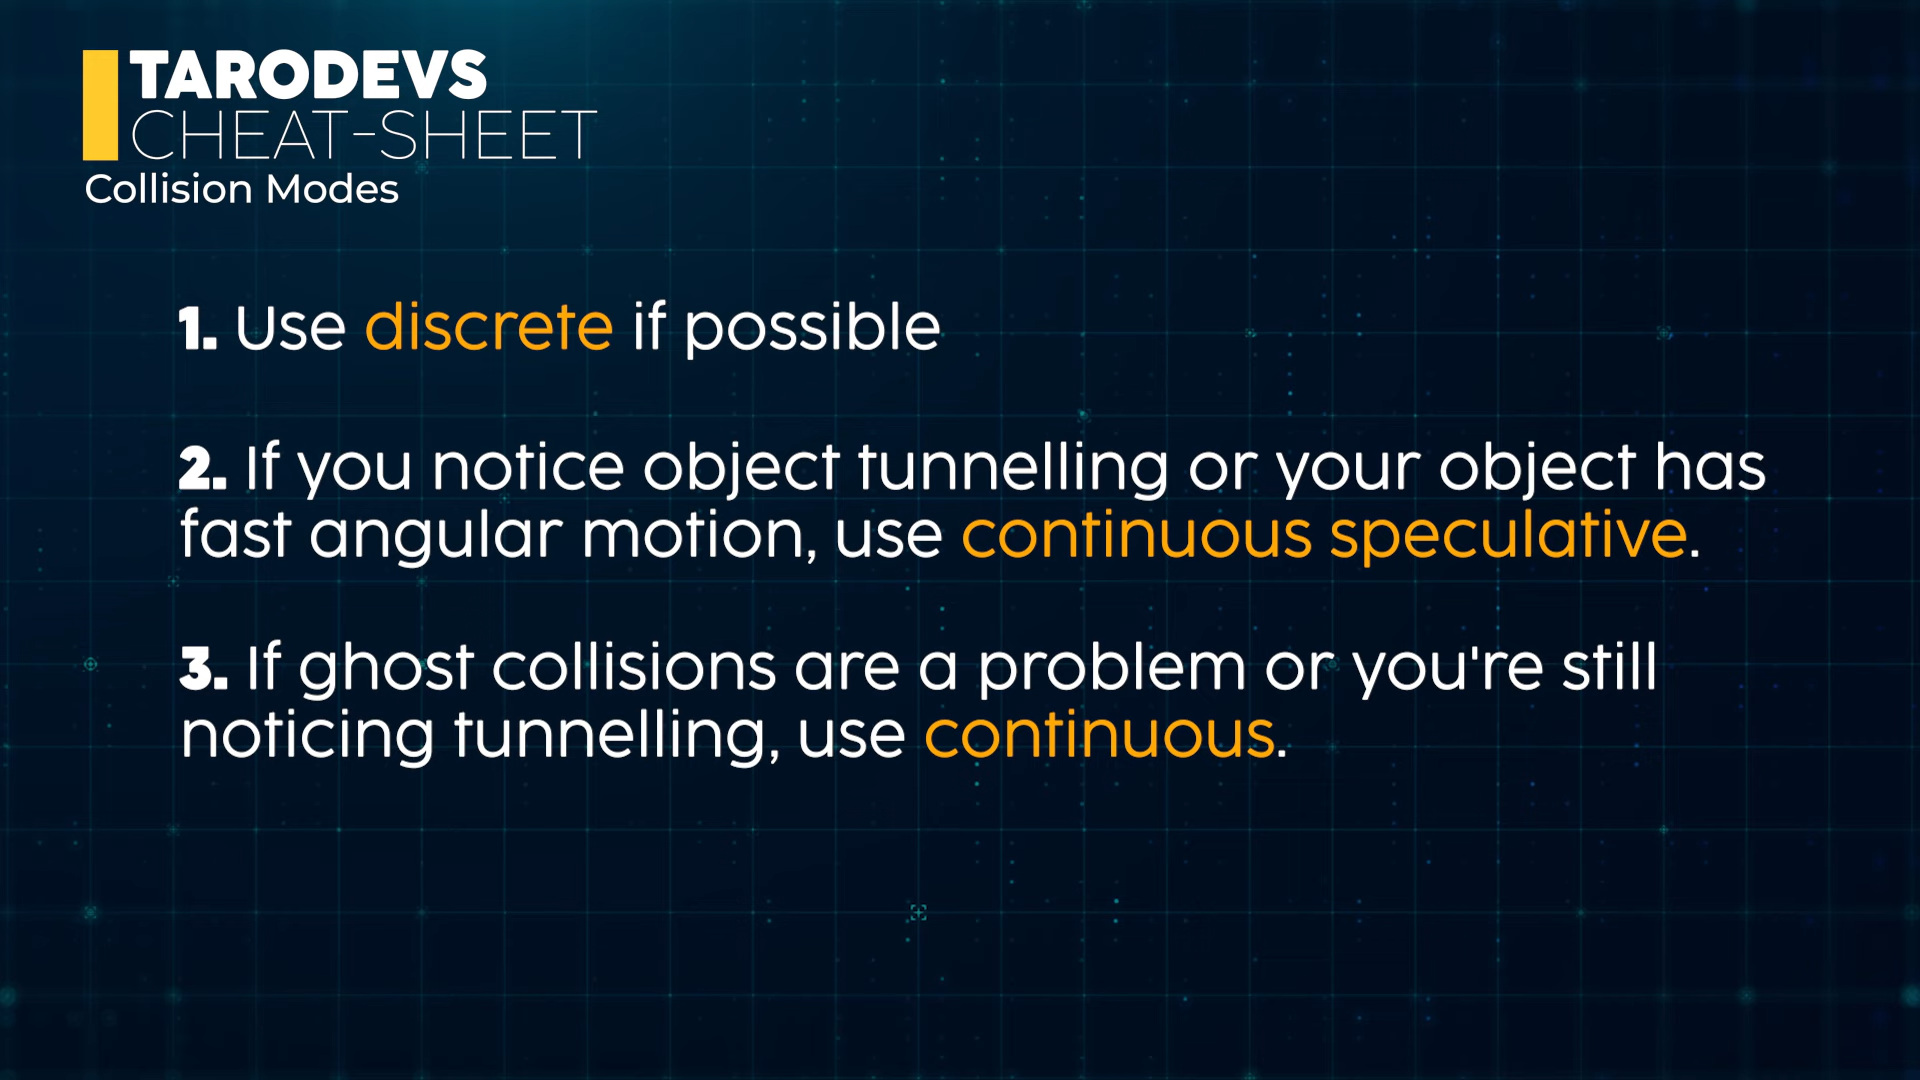 TARODEVS
CHEAT-SHEET
Collision Modes
1. Use discrete if possible
2. If you notice object tunnelling or your object has
fast angular motion, use continuous speculative.
3. If ghost collisions are a problem or you're still
noticing tunnelling, use continuous.